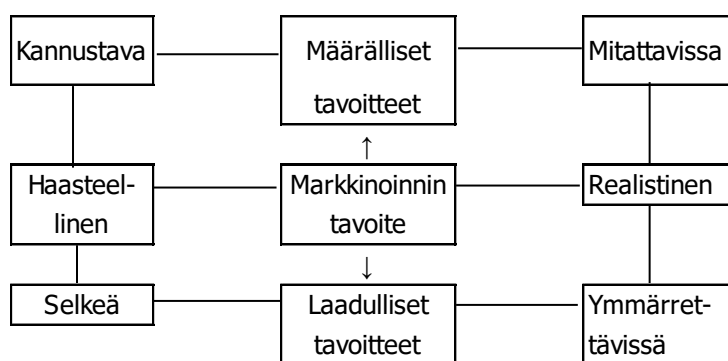 Kannustava
Määrälliset
tavoitteet
Mitattavissa
↑
Haasteel-
linen
Markkinoinnin
tavoite
Realistinen
↓
Selkeä
Laadulliset
tavoitteet
Ymmärret-
tävissä